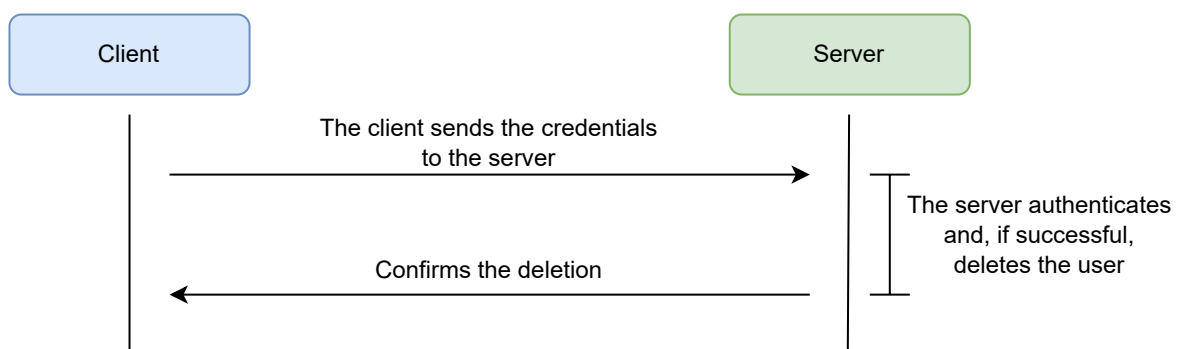 Client
Server
The client sends the credentials
to the server
The server authenticates
and, if successful,
deletes the user
Confirms the deletion